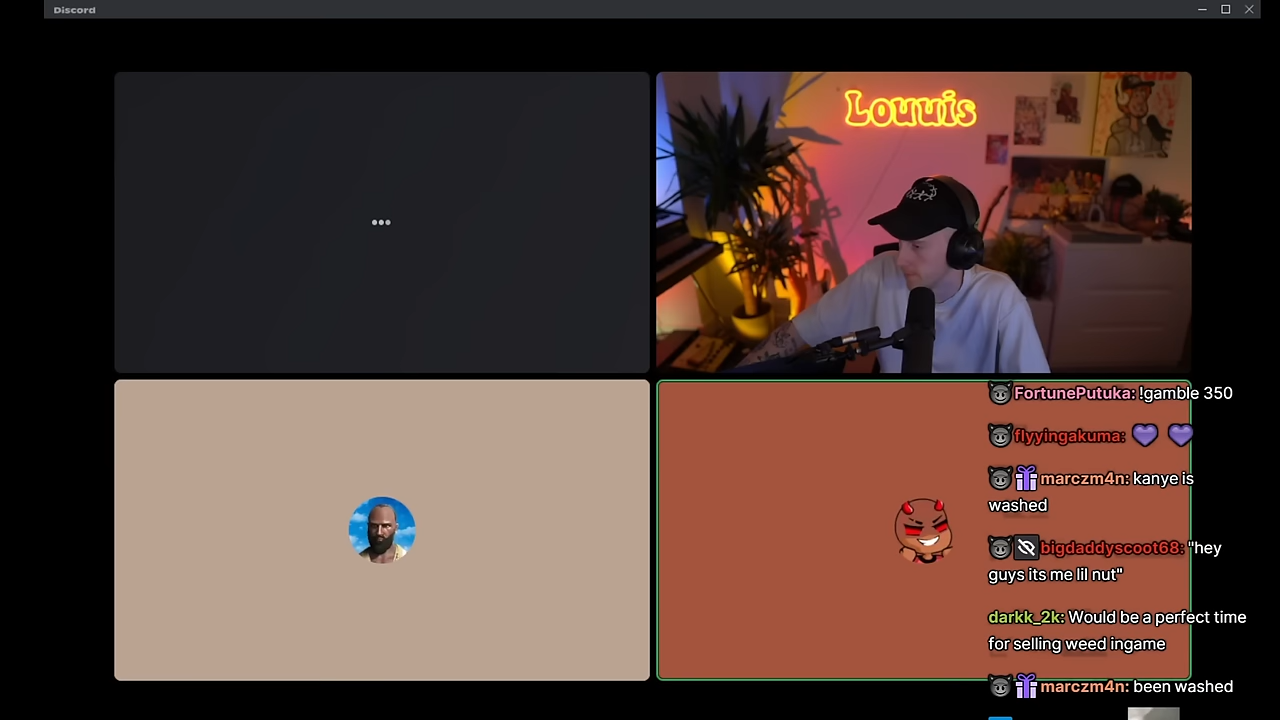 Discord
Louuis
FortunePutuka: !gamble 350
flyyingakuma: 💜 💜
marczm4n: kanye is
washed
bigdaddyscoot68: "hey
guys its me lil nut"
darkk_2k: Would be a perfect time
for selling weed ingame
marczm4n: been washed